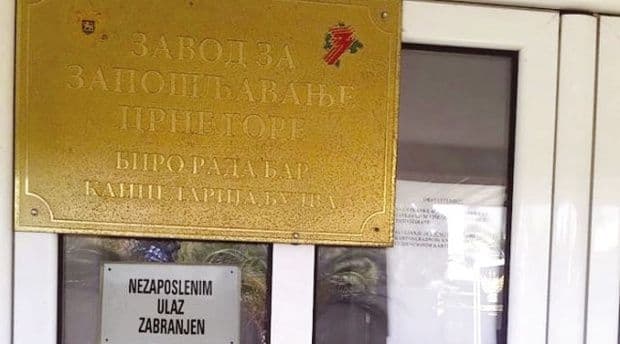 ЗАВОД ЗА
ЗАПОШЉАВАЊЕ
ЦРНЕ ГОРЕ
БИРО РАДА БАР
КАНЦЕЛАРИЈА БУДВА
NEZAPOSLENIM
ULAZ
ZABRANJEN